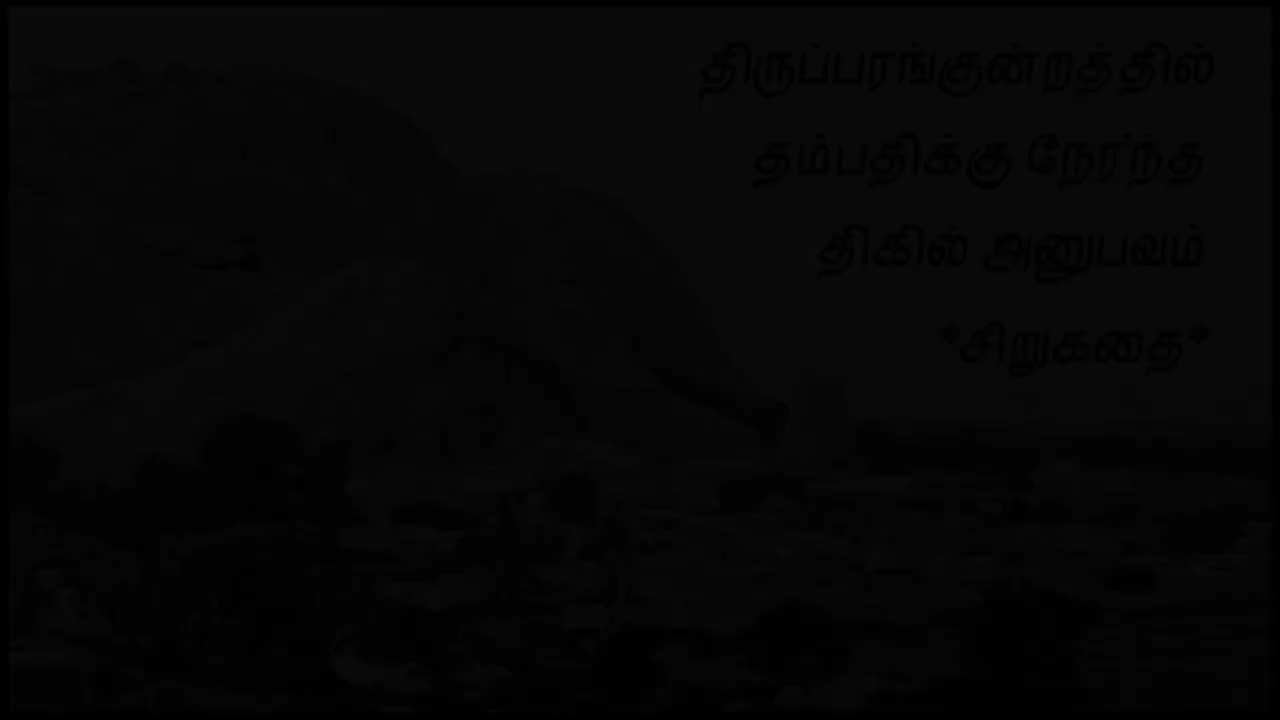 திருப்பரங்குன்றத்தில்
தம்பதிக்கு நேர்ந்த
திகில் அனுபவம்
*சிறுகதை*